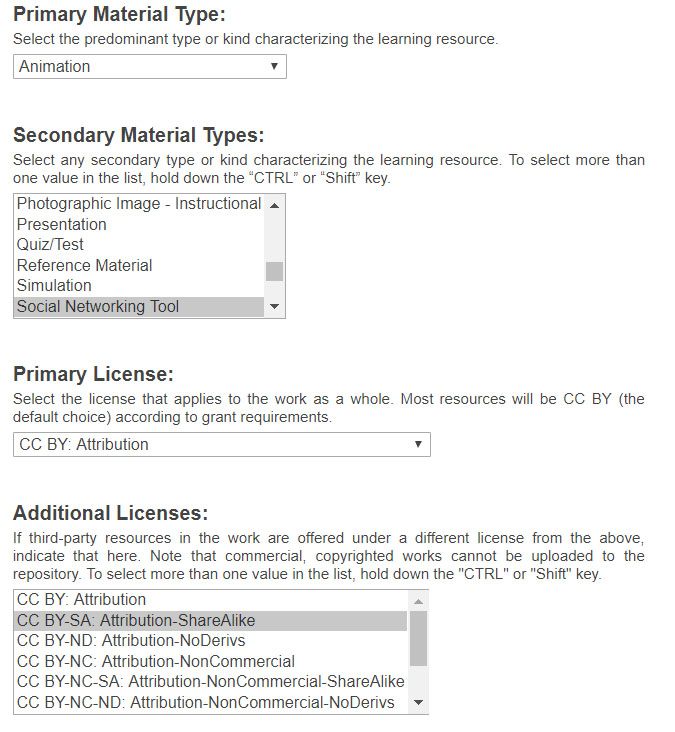 Primary Material Type:
Select the predominant type or kind characterizing the learning resource.
Animation
Secondary Material Types:
Select any secondary type or kind characterizing the learning resource. To select more than
one value in the list, hold down the “CTRL” or “Shift” key.
Photographic Image - Instructional
Presentation
Quiz/Test
Reference Material
Simulation
Social Networking Tool
Primary License:
Select the license that applies to the work as a whole. Most resources will be CC BY (the
default choice) according to grant requirements.
CC BY: Attribution
Additional Licenses:
If third-party resources in the work are offered under a different license from the above,
indicate that here. Note that commercial, copyrighted works cannot be uploaded to the
repository. To select more than one value in the list, hold down the "CTRL" or "Shift" key.
CC BY: Attribution
CC BY-SA: Attribution-ShareAlike
CC BY-ND: Attribution-NoDerivs
CC BY-NC: Attribution-NonCommercial
CC BY-NC-SA: Attribution-NonCommercial-ShareAlike
CC BY-NC-ND: Attribution-NonCommercial-NoDerivs